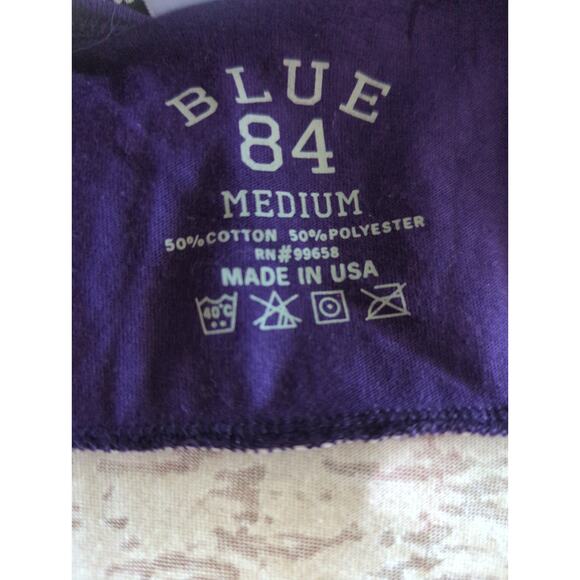 BLUE
84
MEDIUM
50%COTTON 50%POLYESTER
RN#99658
MADE IN USA
40°C